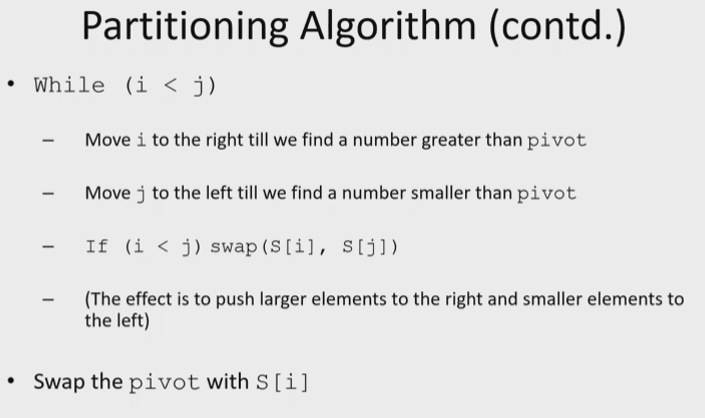 Partitioning Algorithm (contd.)
• While (i < j)
– Move i to the right till we find a number greater than pivot
– Move j to the left till we find a number smaller than pivot
– If (i < j) swap(S[i], S[j])
– (The effect is to push larger elements to the right and smaller elements to
the left)
• Swap the pivot with S[i]